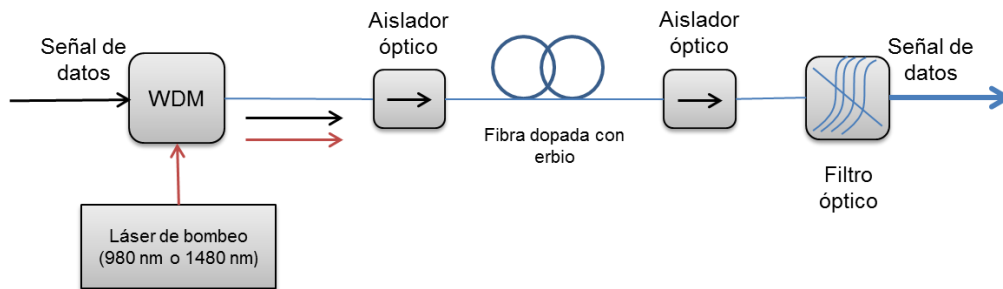 Señal de
datos
WDM
Láser de bombeo
(980 nm o 1480 nm)
Aislador
óptico
Fibra dopada con
erbio
Aislador
óptico
Filtro
óptico
Señal de
datos